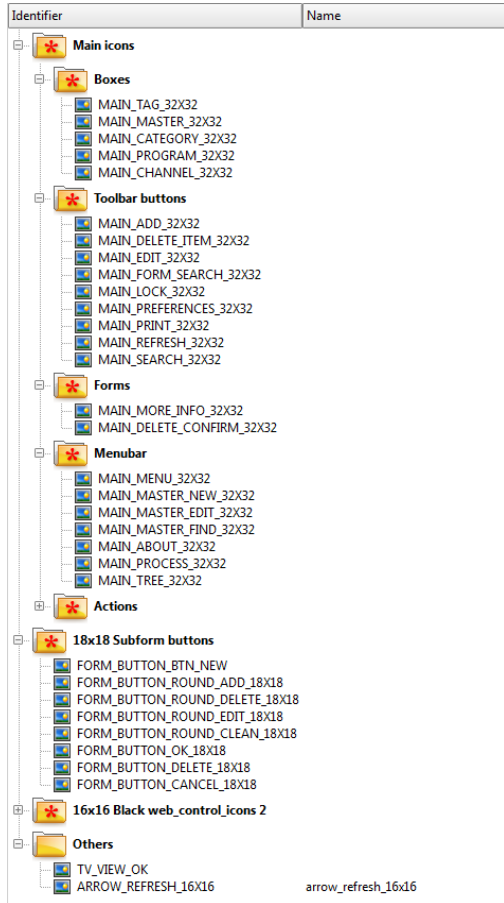 Identifier Name
Main icons
Boxes
MAIN_TAG_32X32
MAIN_MASTER_32X32
MAIN_CATEGORY_32X32
MAIN_PROGRAM_32X32
MAIN_CHANNEL_32X32
Toolbar buttons
MAIN_ADD_32X32
MAIN_DELETE_ITEM_32X32
MAIN_EDIT_32X32
MAIN_FORM_SEARCH_32X32
MAIN_LOCK_32X32
MAIN_PREFERENCES_32X32
MAIN_PRINT_32X32
MAIN_REFRESH_32X32
MAIN_SEARCH_32X32
Forms
MAIN_MORE_INFO_32X32
MAIN_DELETE_CONFIRM_32X32
Menubar
MAIN_MENU_32X32
MAIN_MASTER_NEW_32X32
MAIN_MASTER_EDIT_32X32
MAIN_MASTER_FIND_32X32
MAIN_ABOUT_32X32
MAIN_PROCESS_32X32
MAIN_TREE_32X32
Actions
18x18 Subform buttons
FORM_BUTTON_BTN_NEW
FORM_BUTTON_ROUND_ADD_18X18
FORM_BUTTON_ROUND_DELETE_18X18
FORM_BUTTON_ROUND_EDIT_18X18
FORM_BUTTON_ROUND_CLEAN_18X18
FORM_BUTTON_OK_18X18
FORM_BUTTON_DELETE_18X18
FORM_BUTTON_CANCEL_18X18
16x16 Black web_control_icons 2
Others
TV_VIEW_OK
ARROW_REFRESH_16X16 arrow_refresh_16x16